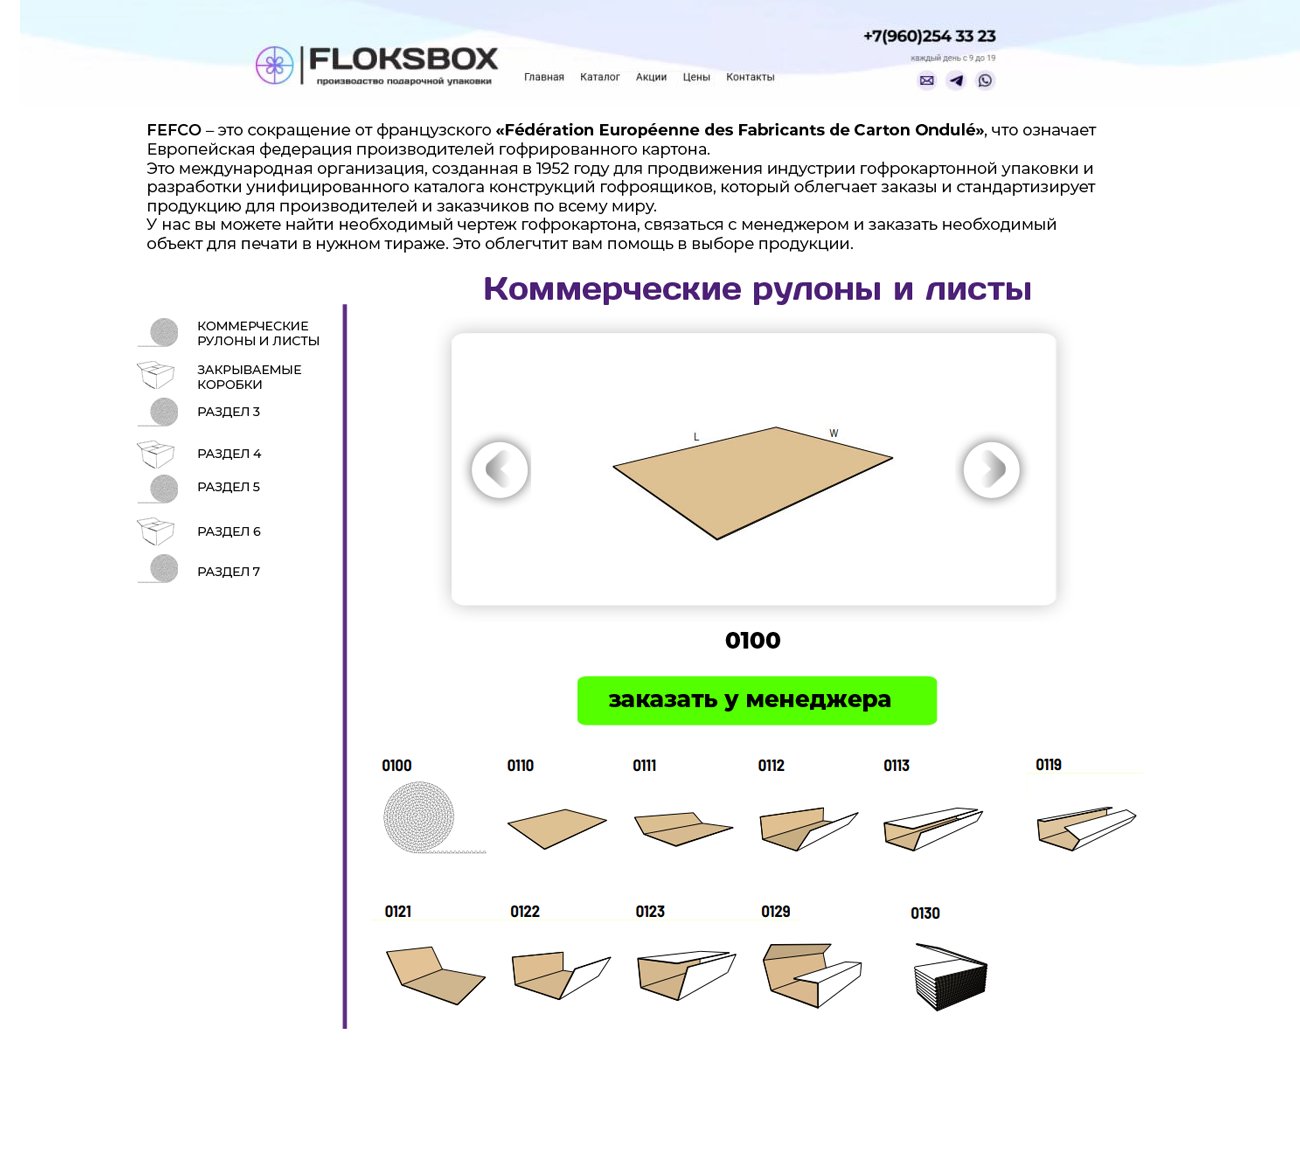 +7(960)254 33 23
FLOKSBOX
каждый день с 9 до 19
производство подарочной упаковки
Главная Каталог Акции Цены Контакты
FEFCO – это сокращение от французского «Fédération Européenne des Fabricants de Carton Ondulé», что означает
Европейская федерация производителей гофрированного картона.
Это международная организация, созданная в 1952 году для продвижения индустрии гофрокартонной упаковки и
разработки унифицированного каталога конструкций гофроящиков, который облегчает заказы и стандартизирует
продукцию для производителей и заказчиков по всему миру.
У нас вы можете найти необходимый чертеж гофрокартона, связаться с менеджером и заказать необходимый
объект для печати в нужном тираже. Это облегчтит вам помощь в выборе продукции.
Коммерческие рулоны и листы
КОММЕРЧЕСКИЕ
РУЛОНЫ И ЛИСТЫ
ЗАКРЫВАЕМЫЕ
КОРОБКИ
РАЗДЕЛ 3
РАЗДЕЛ 4
РАЗДЕЛ 5
РАЗДЕЛ 6
РАЗДЕЛ 7
L W
0100
заказать у менеджера
0100 0110 0111 0112 0113 0119
0121 0122 0123 0129 0130